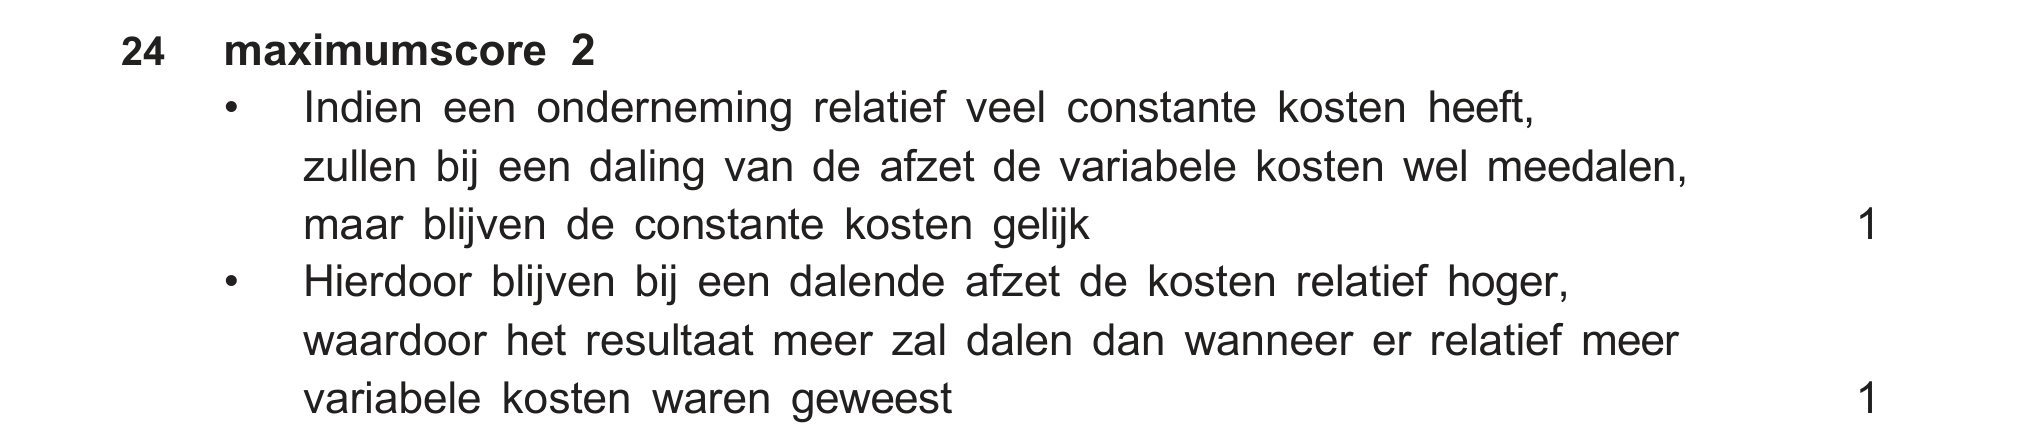 24 maximumscore 2
• Indien een onderneming relatief veel constante kosten heeft,
zullen bij een daling van de afzet de variabele kosten wel meedalen,
maar blijven de constante kosten gelijk 1
• Hierdoor blijven bij een dalende afzet de kosten relatief hoger,
waardoor het resultaat meer zal dalen dan wanneer er relatief meer
variabele kosten waren geweest 1